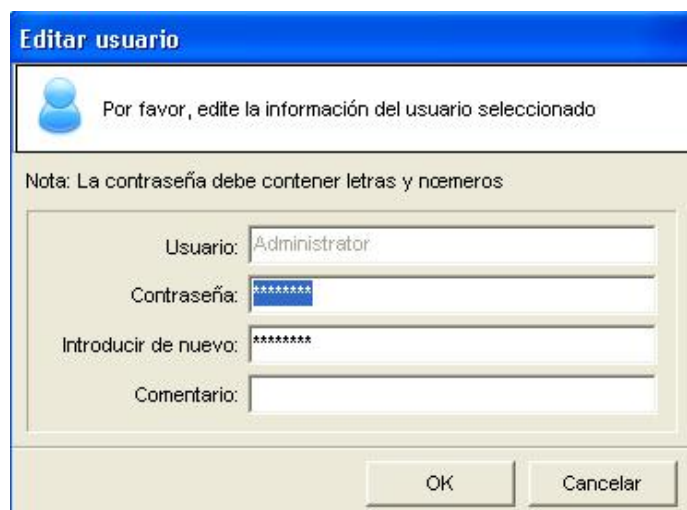 Editar usuario
Por favor, edite la información del usuario seleccionado
Nota: La contraseña debe contener letras y nœmeros
Usuario: Administrator
Contraseña: ********
Introducir de nuevo: ********
Comentario:
OK Cancelar